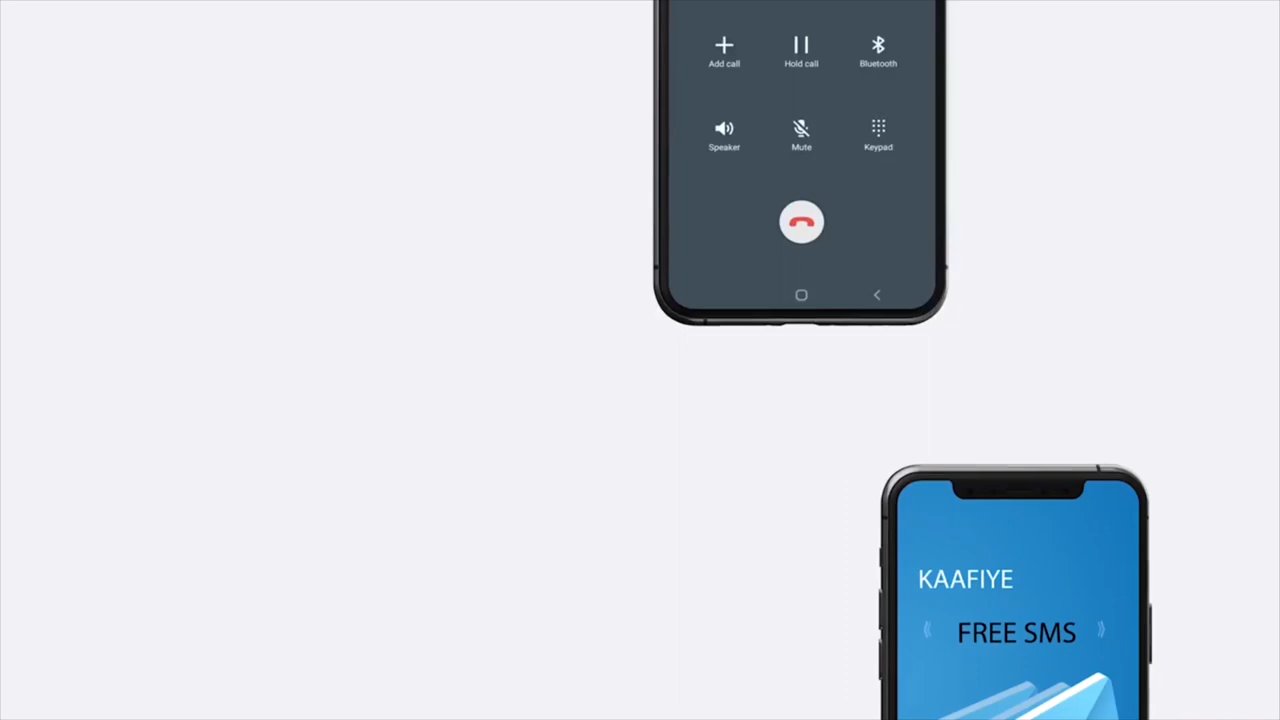 Add call
Hold call
Bluetooth
Speaker
Mute
Keypad
KAAFIYE
FREE SMS